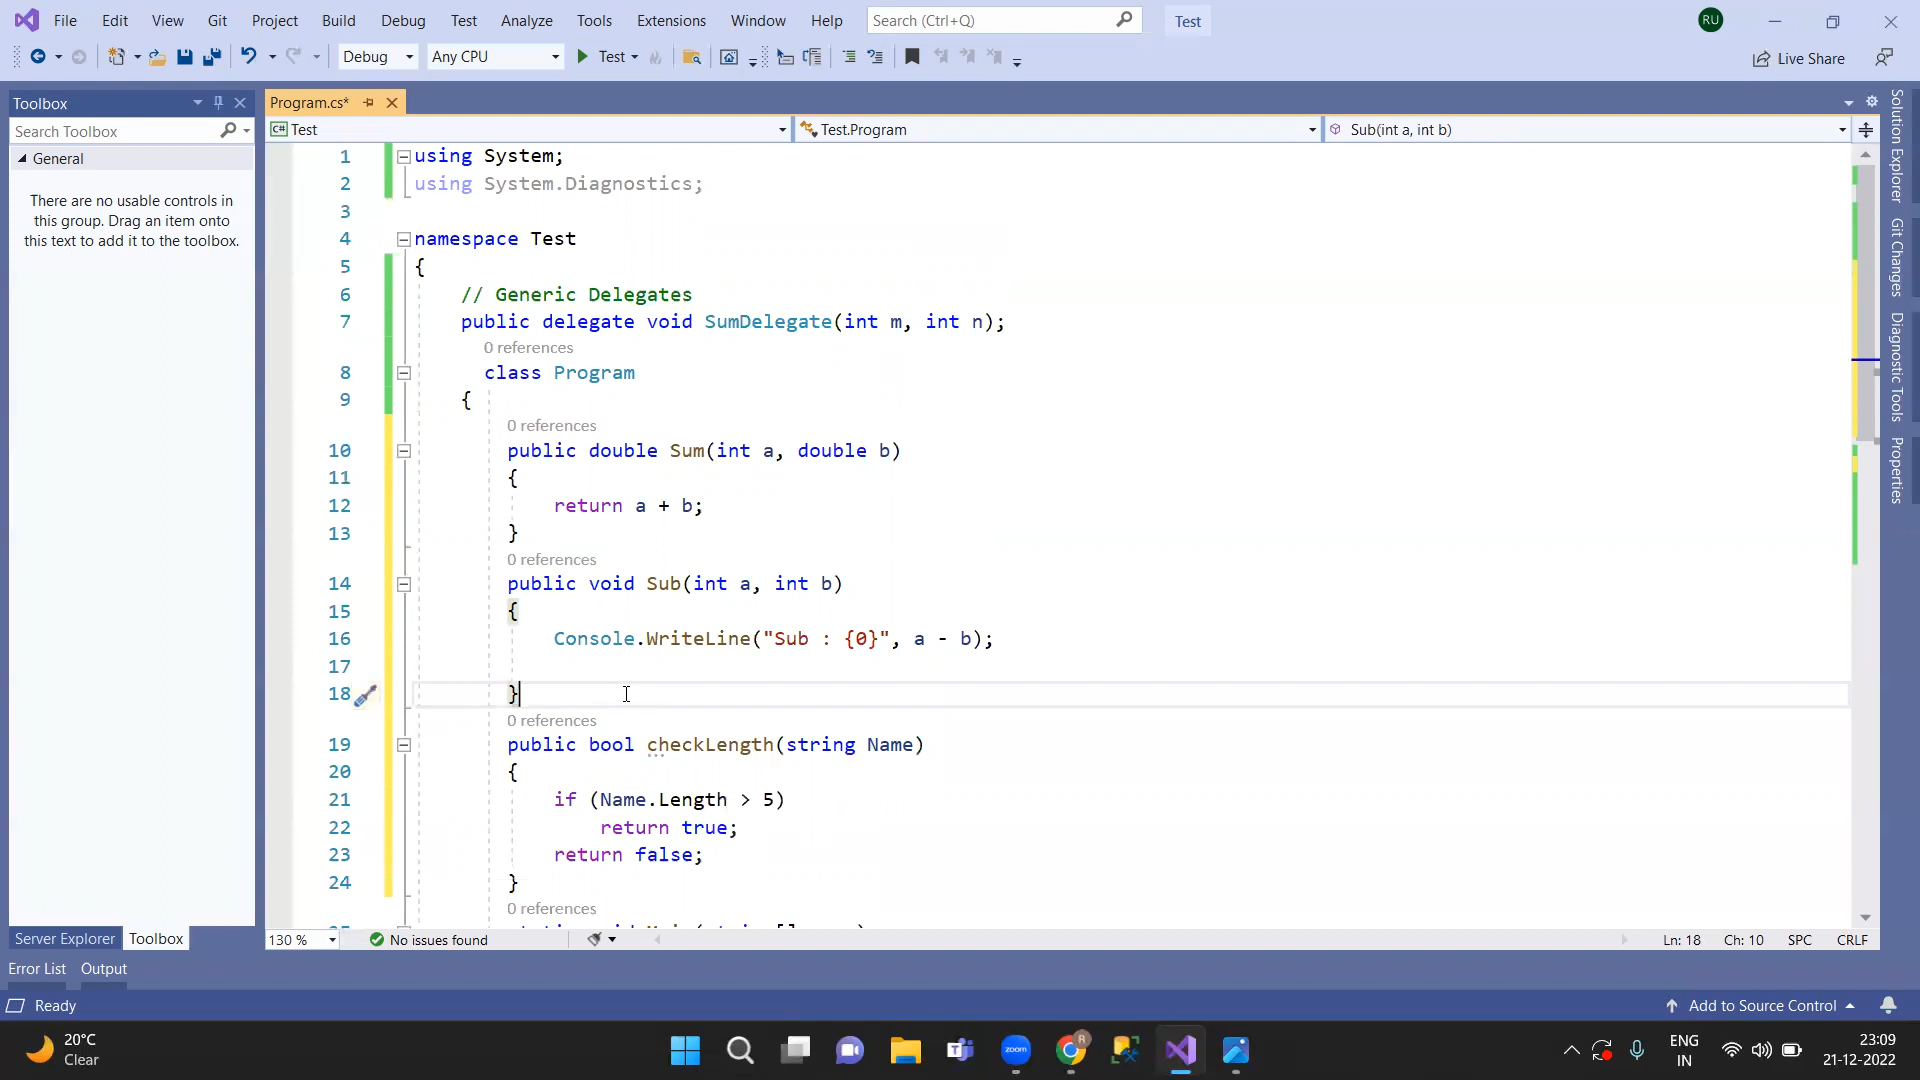 File Edit View Git Project Build Debug Test Analyze Tools Extensions Window Help Search (Ctrl+Q) Test RU
Debug Any CPU Test Live Share
Toolbox
Search Toolbox
General
There are no usable controls in
this group. Drag an item onto
this text to add it to the toolbox.
Server Explorer Toolbox
Program.cs*
C# Test Test.Program Sub(int a, int b)
1 using System;
2 using System.Diagnostics;
3
4 namespace Test
5 {
6 // Generic Delegates
7 public delegate void SumDelegate(int m, int n);
0 references
8 class Program
9 {
0 references
10 public double Sum(int a, double b)
11 {
12 return a + b;
13 }
0 references
14 public void Sub(int a, int b)
15 {
16 Console.WriteLine("Sub : {0}", a - b);
17
18 }
0 references
19 public bool checkLength(string Name)
20 {
21 if (Name.Length > 5)
22 return true;
23 return false;
24 }
0 references
130 % No issues found Ln: 18 Ch: 10 SPC CRLF
Solution Explorer
Git Changes
Diagnostic Tools
Properties
Error List Output
Ready Add to Source Control
20°C
Clear
zoom
R
ENG
IN
23:09
21-12-2022